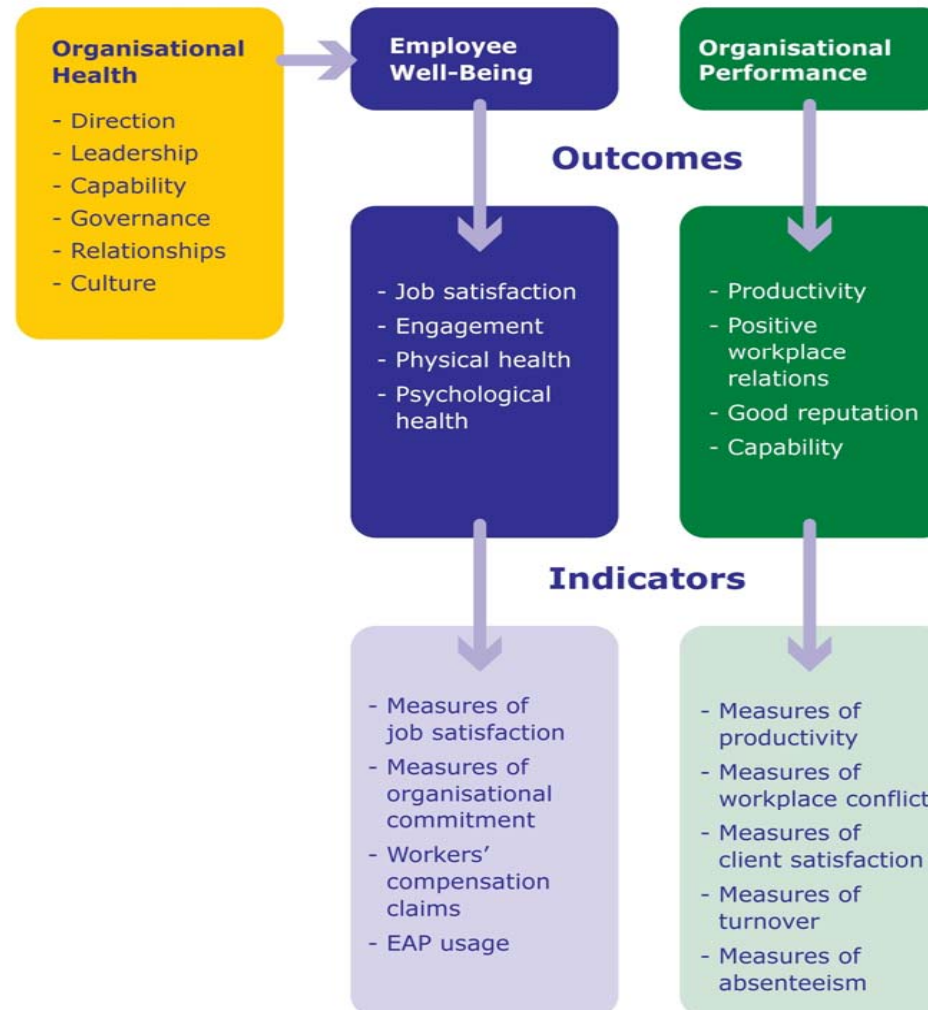 Organisational
Health
- Direction
- Leadership
- Capability
- Governance
- Relationships
- Culture
Employee
Well-Being
Organisational
Performance
Outcomes
- Job satisfaction
- Engagement
- Physical health
- Psychological
health
- Productivity
- Positive
workplace
relations
- Good reputation
- Capability
Indicators
- Measures of
job satisfaction
- Measures of
organisational
commitment
- Workers'
compensation
claims
- EAP usage
- Measures of
productivity
- Measures of
workplace conflict
- Measures of
client satisfaction
- Measures of
turnover
- Measures of
absenteeism